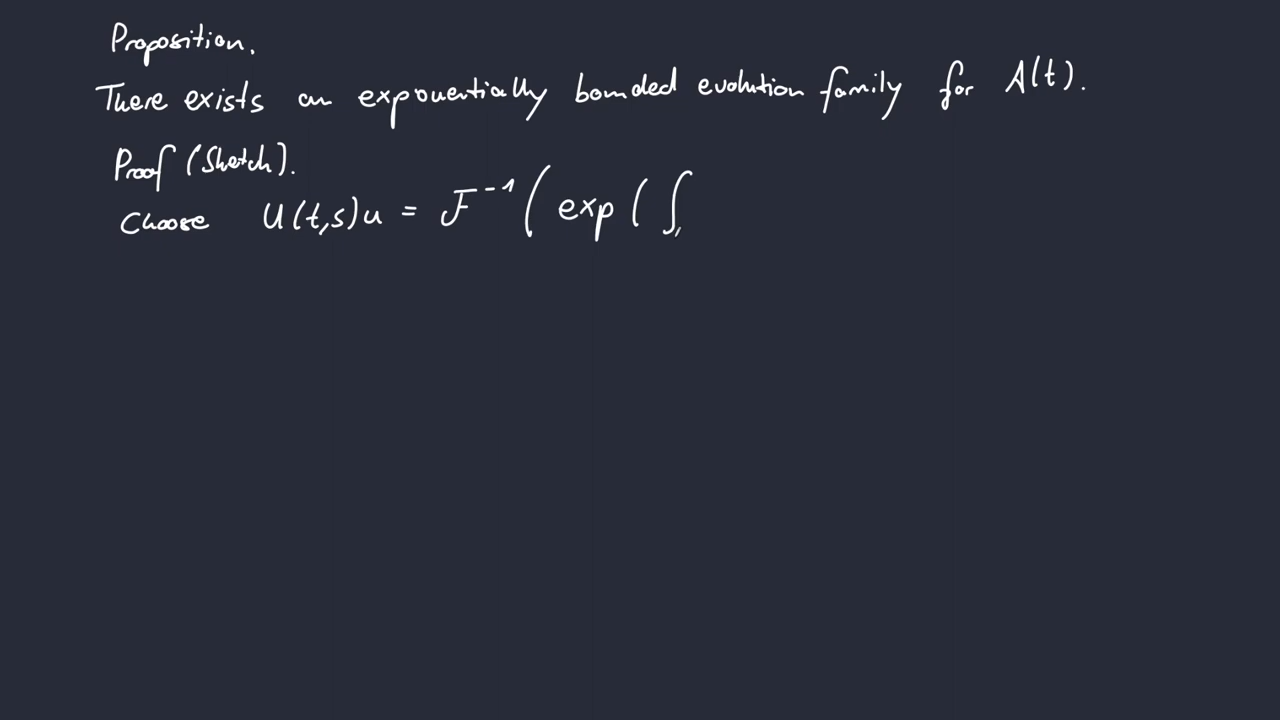 Proposition.
There exists an exponentially bounded evolution family for A(t).
Proof (Sketch).
Choose U(t,s)u = F⁻¹( exp ( ∫